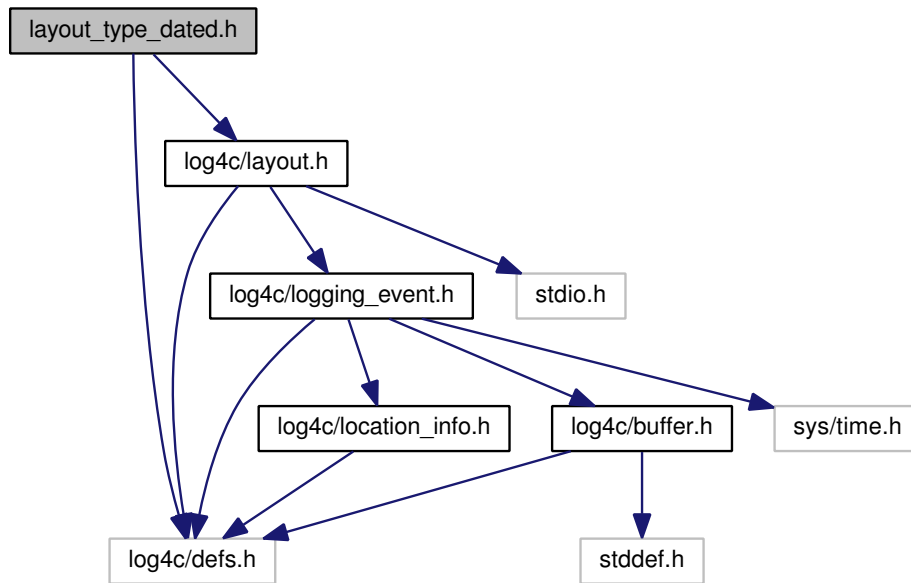 layout_type_dated.h
log4c/layout.h
log4c/logging_event.h
stdio.h
log4c/location_info.h
log4c/buffer.h
sys/time.h
log4c/defs.h
stddef.h